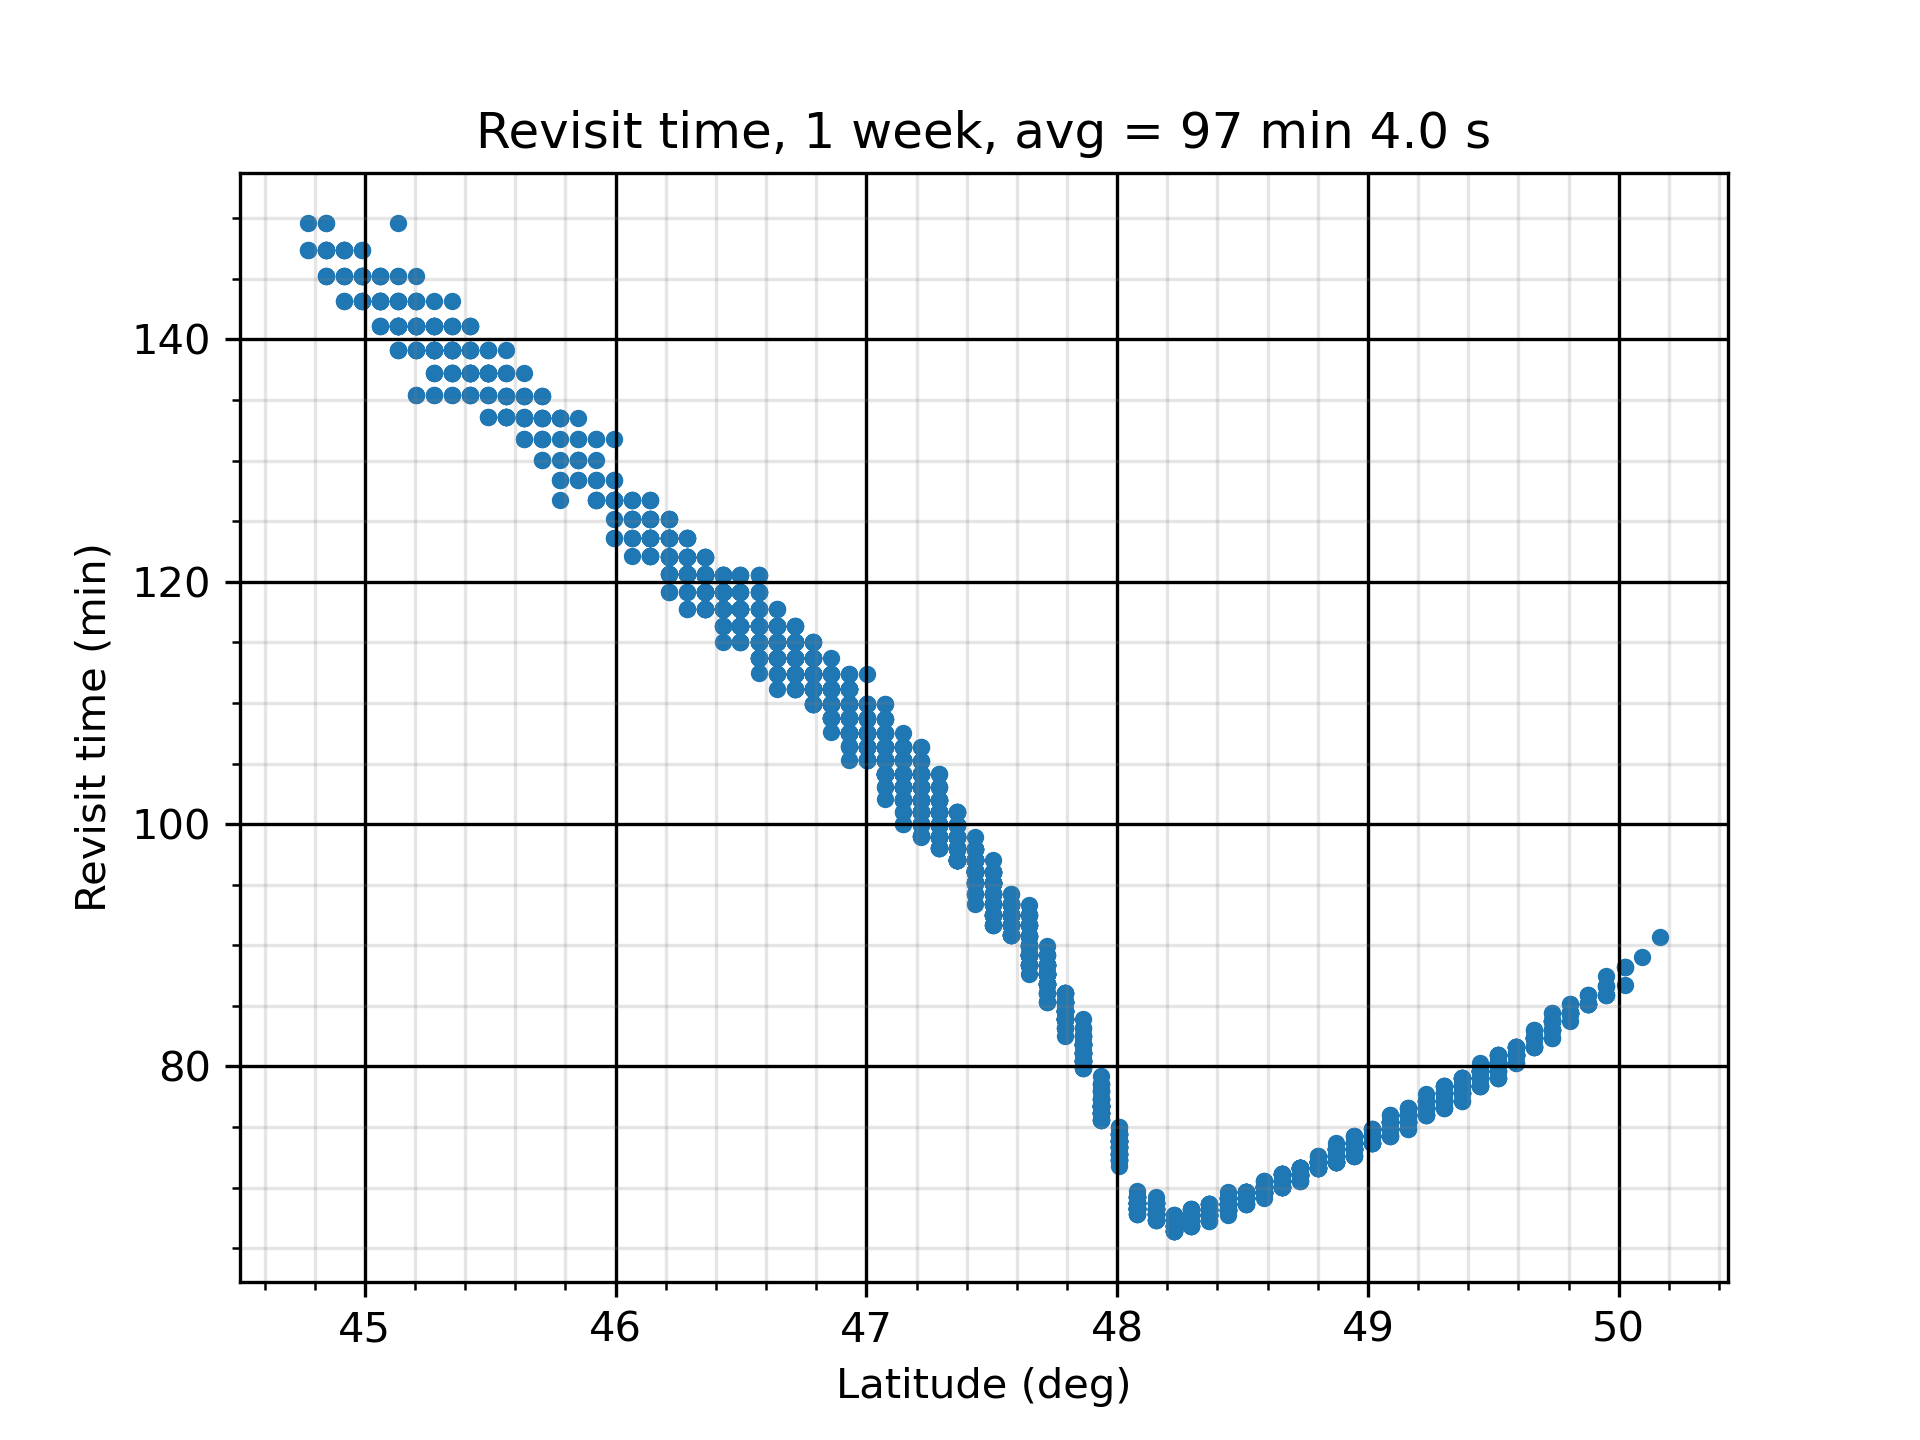 Revisit time, 1 week, avg = 97 min 4.0 s
140
120
100
80
Revisit time (min)
45 46 47 48 49 50
Latitude (deg)